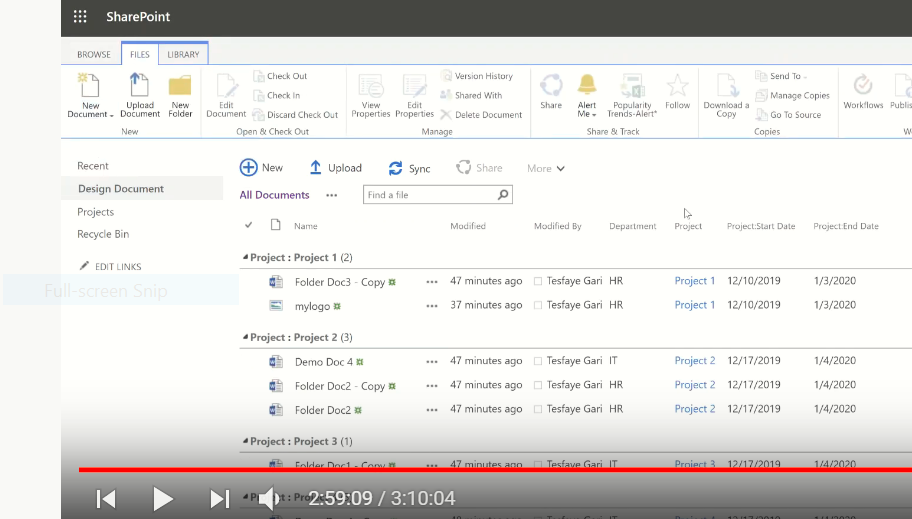 SharePoint
BROWSE FILES LIBRARY
New Document Upload Document New Folder Edit Document Check Out Check In Discard Check Out View Properties Edit Properties Version History Shared With Delete Document Share Alert Me Popularity Trends Follow Download a Copy Send To Manage Copies Go To Source Workflows
New Open & Check Out Manage Share & Track Copies
Recent
Design Document
Projects
Recycle Bin
EDIT LINKS
Full-screen Snip
New Upload Sync Share More
All Documents ••• Find a file
Name Modified Modified By Department Project Project:Start Date Project:End Date
Project : Project 1 (2)
Folder Doc3 - Copy ••• 47 minutes ago Tesfaye Gari HR Project 1 12/10/2019 1/3/2020
mylogo ••• 37 minutes ago Tesfaye Gari HR Project 1 12/10/2019 1/3/2020
Project : Project 2 (3)
Demo Doc 4 ••• 47 minutes ago Tesfaye Gari IT Project 2 12/17/2019 1/4/2020
Folder Doc2 - Copy ••• 47 minutes ago Tesfaye Gari HR Project 2 12/17/2019 1/4/2020
Folder Doc2 ••• 47 minutes ago Tesfaye Gari HR Project 2 12/17/2019 1/4/2020
Project : Project 3 (1)
Folder Doc1 - Copy ••• 47 minutes ago Tesfaye Gari IT Project 3 12/17/2019 1/4/2020
2:59:09 / 3:10:04